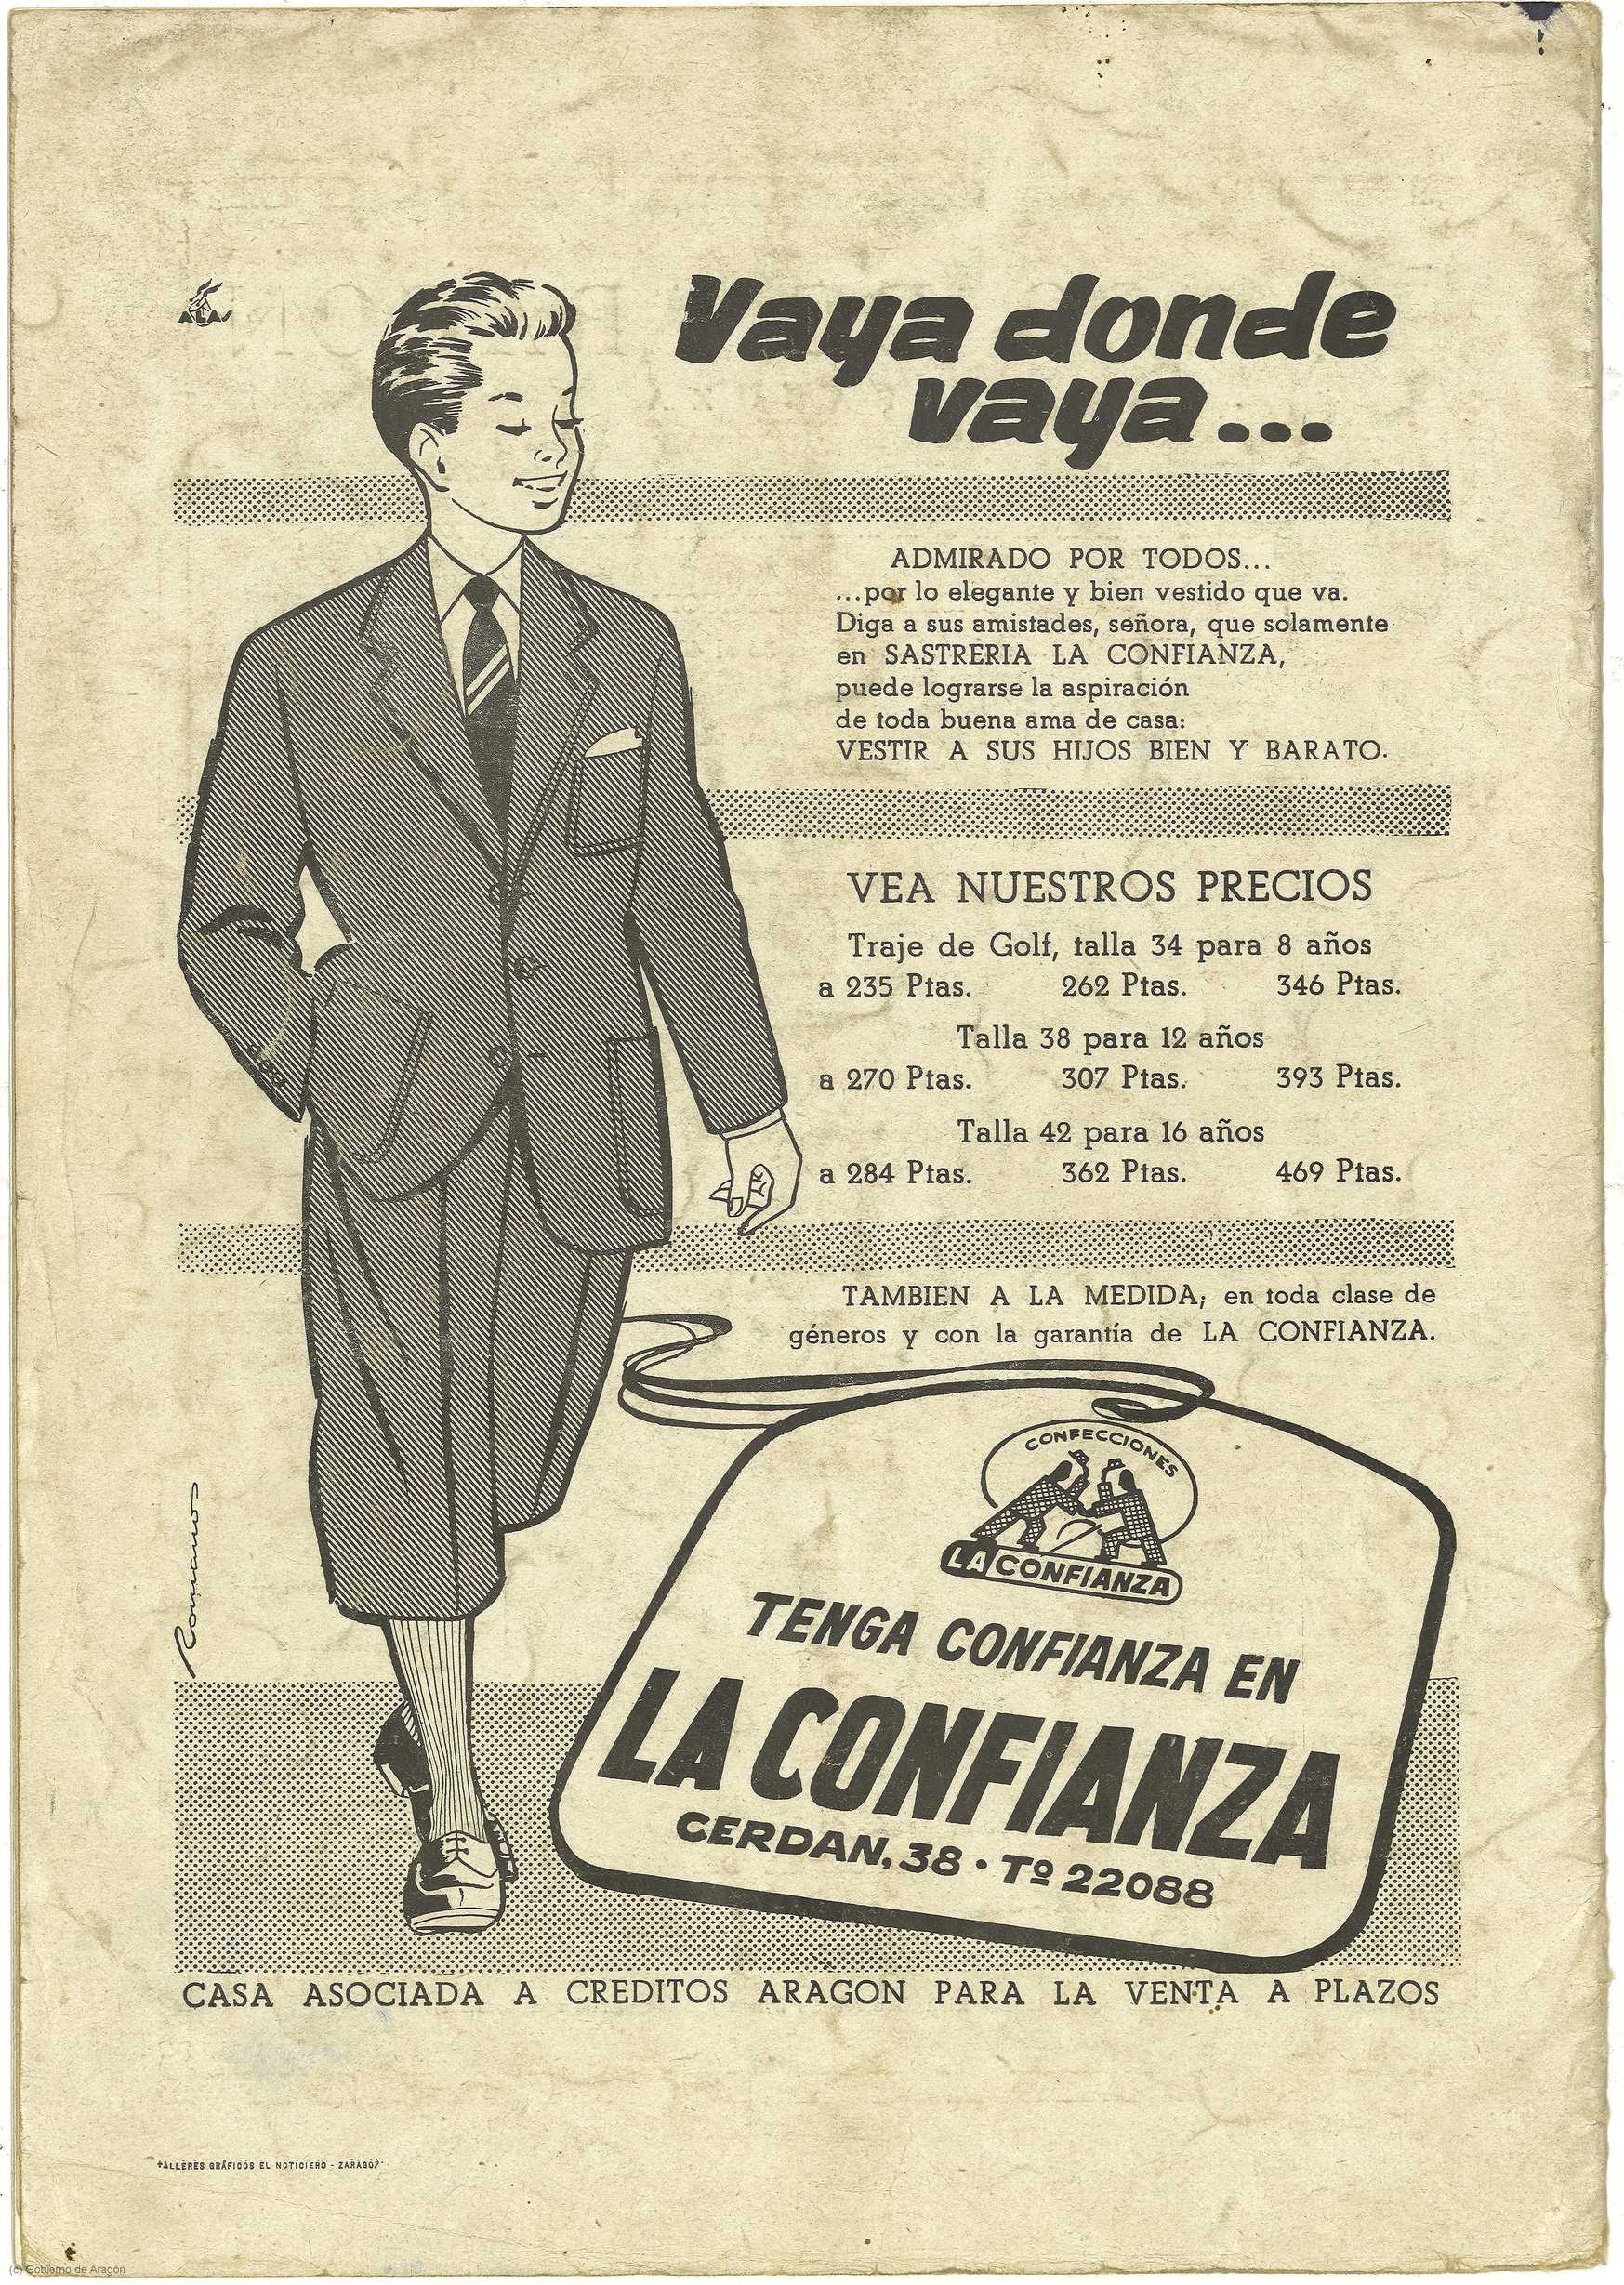 Vaya donde
vaya...
ADMIRADO POR TODOS...
...por lo elegante y bien vestido que va.
Diga a sus amistades, señora, que solamente
en SASTRERIA LA CONFIANZA,
puede lograrse la aspiración
de toda buena ama de casa:
VESTIR A SUS HIJOS BIEN Y BARATO.
VEA NUESTROS PRECIOS
Traje de Golf, talla 34 para 8 años
a 235 Ptas. 262 Ptas. 346 Ptas.
Talla 38 para 12 años
a 270 Ptas. 307 Ptas. 393 Ptas.
Talla 42 para 16 años
a 284 Ptas. 362 Ptas. 469 Ptas.
TAMBIEN A LA MEDIDA; en toda clase de
géneros y con la garantía de LA CONFIANZA.
CONFECCIONES
LA CONFIANZA
TENGA CONFIANZA EN
LA CONFIANZA
CERDAN, 38 · Tº 22088
Romanos
CASA ASOCIADA A CREDITOS ARAGON PARA LA VENTA A PLAZOS
TALLERES GRÁFICOS EL NOTICIERO - ZARAGOZ
(c) Gobierno de Aragón